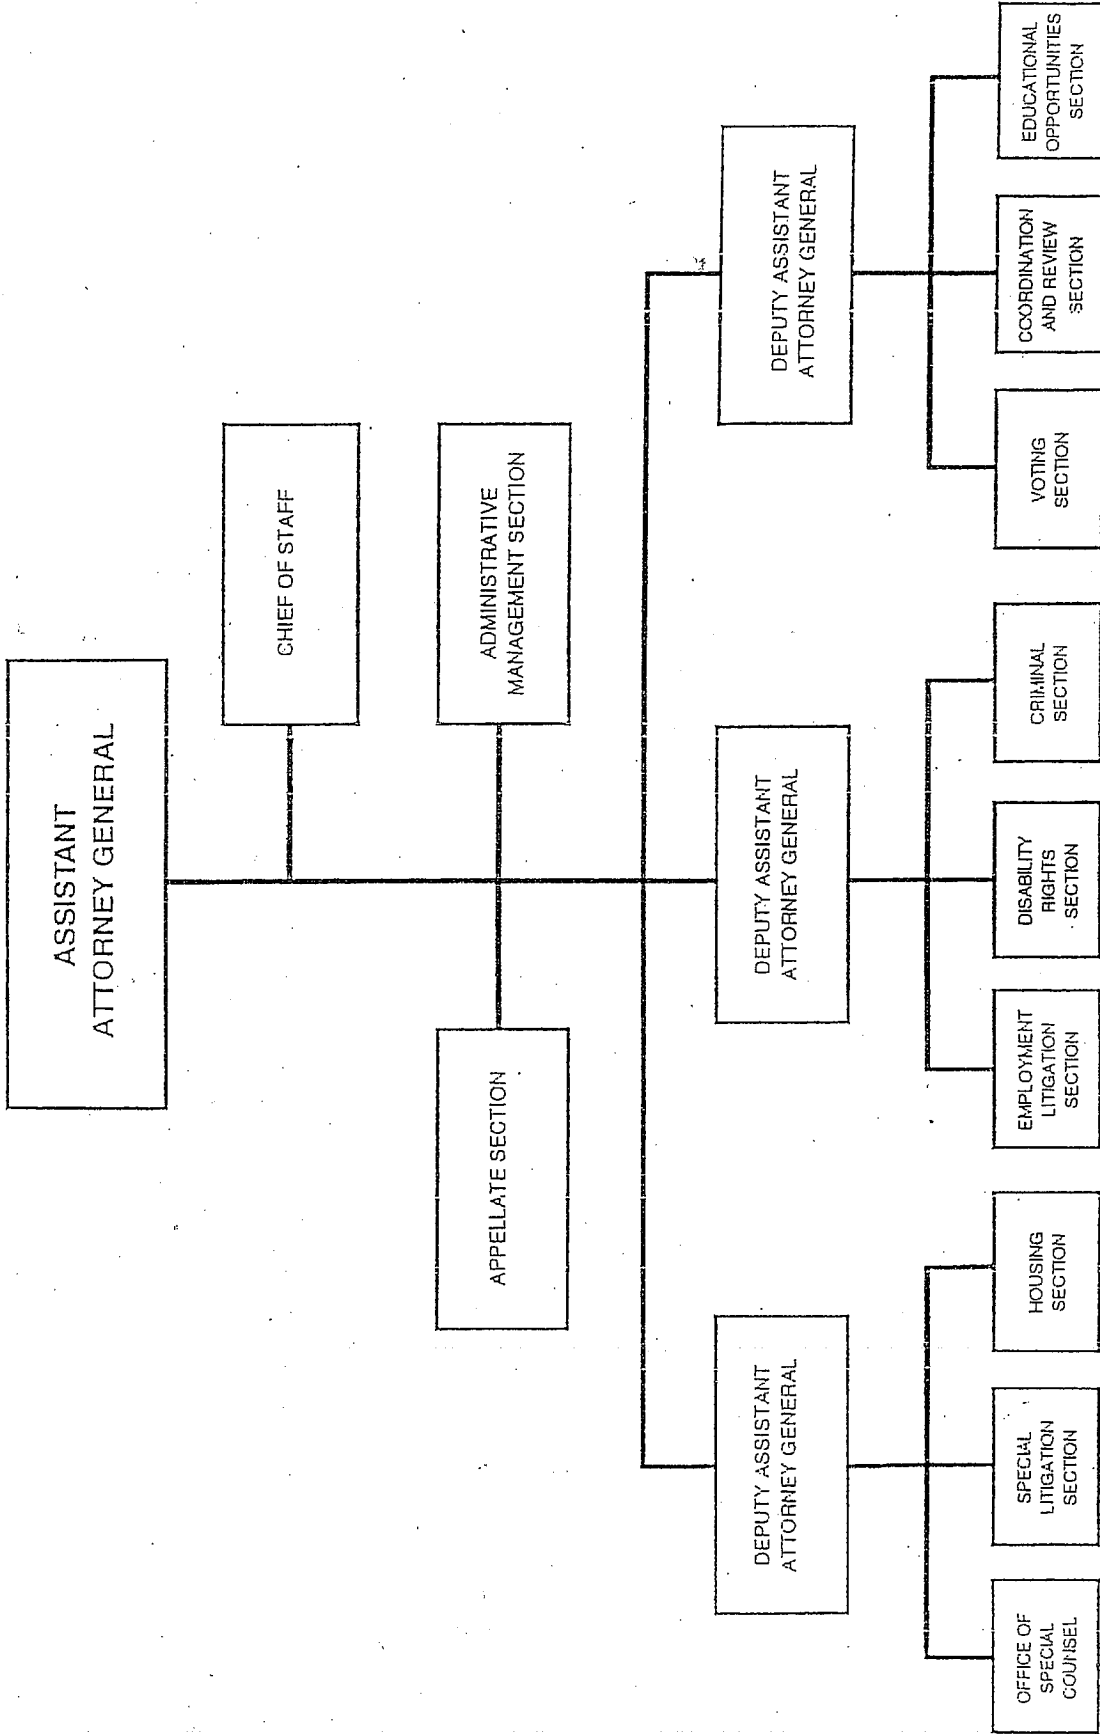 ASSISTANT
ATTORNEY GENERAL
CHIEF OF STAFF
APPELLATE SECTION
ADMINISTRATIVE
MANAGEMENT SECTION
DEPUTY ASSISTANT
ATTORNEY GENERAL
DEPUTY ASSISTANT
ATTORNEY GENERAL
DEPUTY ASSISTANT
ATTORNEY GENERAL
OFFICE OF
SPECIAL
COUNSEL
SPECIAL
LITIGATION
SECTION
HOUSING
SECTION
EMPLOYMENT
LITIGATION
SECTION
DISABILITY
RIGHTS
SECTION
CRIMINAL
SECTION
VOTING
SECTION
COORDINATION
AND REVIEW
SECTION
EDUCATIONAL
OPPORTUNITIES
SECTION